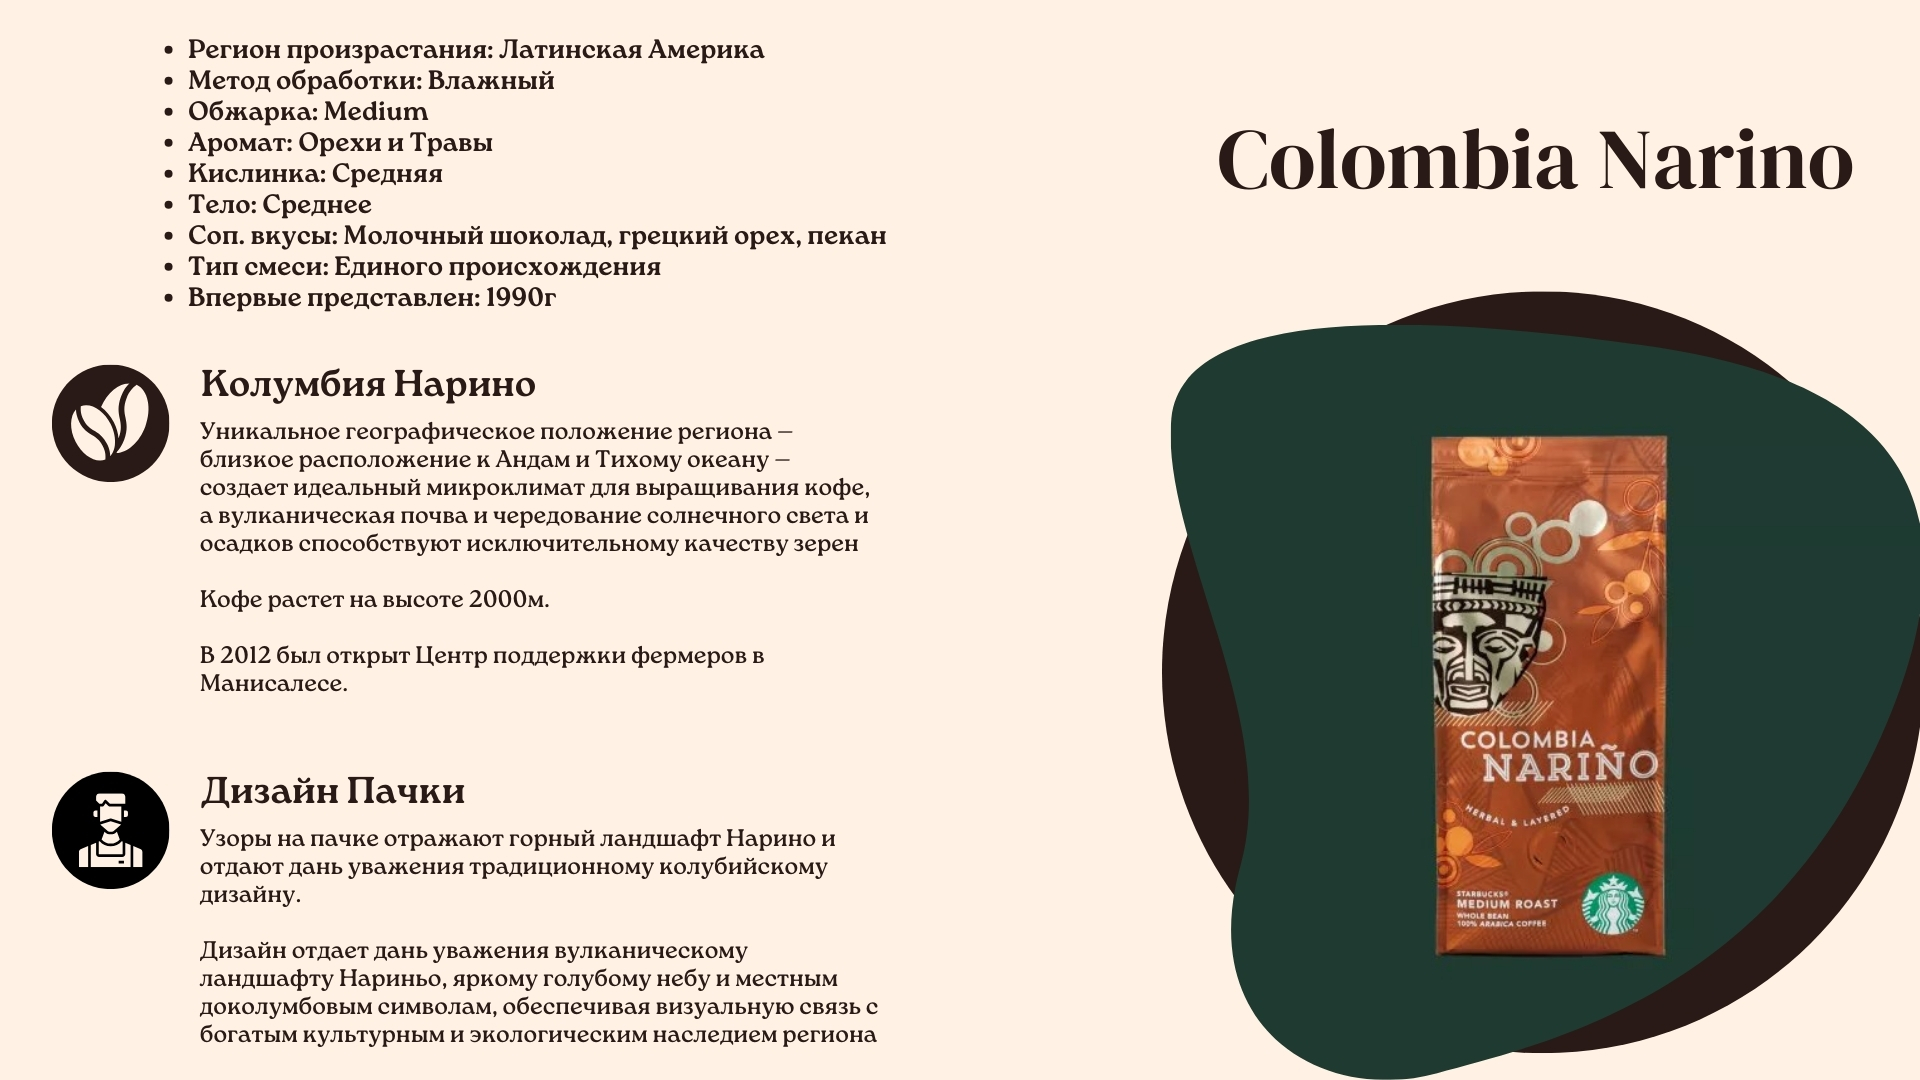 • Регион произрастания: Латинская Америка
• Метод обработки: Влажный
• Обжарка: Medium
• Аромат: Орехи и Травы
• Кислинка: Средняя
• Тело: Среднее
• Соп. вкусы: Молочный шоколад, грецкий орех, пекан
• Тип смеси: Единого происхождения
• Впервые представлен: 1990г
Колумбия Нарино
Уникальное географическое положение региона —
близкое расположение к Андам и Тихому океану —
создает идеальный микроклимат для выращивания кофе,
а вулканическая почва и чередование солнечного света и
осадков способствуют исключительному качеству зерен
Кофе растет на высоте 2000м.
В 2012 был открыт Центр поддержки фермеров в
Манисалесе.
Дизайн Пачки
Узоры на пачке отражают горный ландшафт Нарино и
отдают дань уважения традиционному колубийскому
дизайну.
Дизайн отдает дань уважения вулканическому
ландшафту Нариньо, яркому голубому небу и местным
доколумбовым символам, обеспечивая визуальную связь с
богатым культурным и экологическим наследием региона
Colombia Narino
COLOMBIA
NARIÑO
HERBAL & LAYERED
STARBUCKS®
MEDIUM ROAST
WHOLE BEAN
100% ARABICA COFFEE